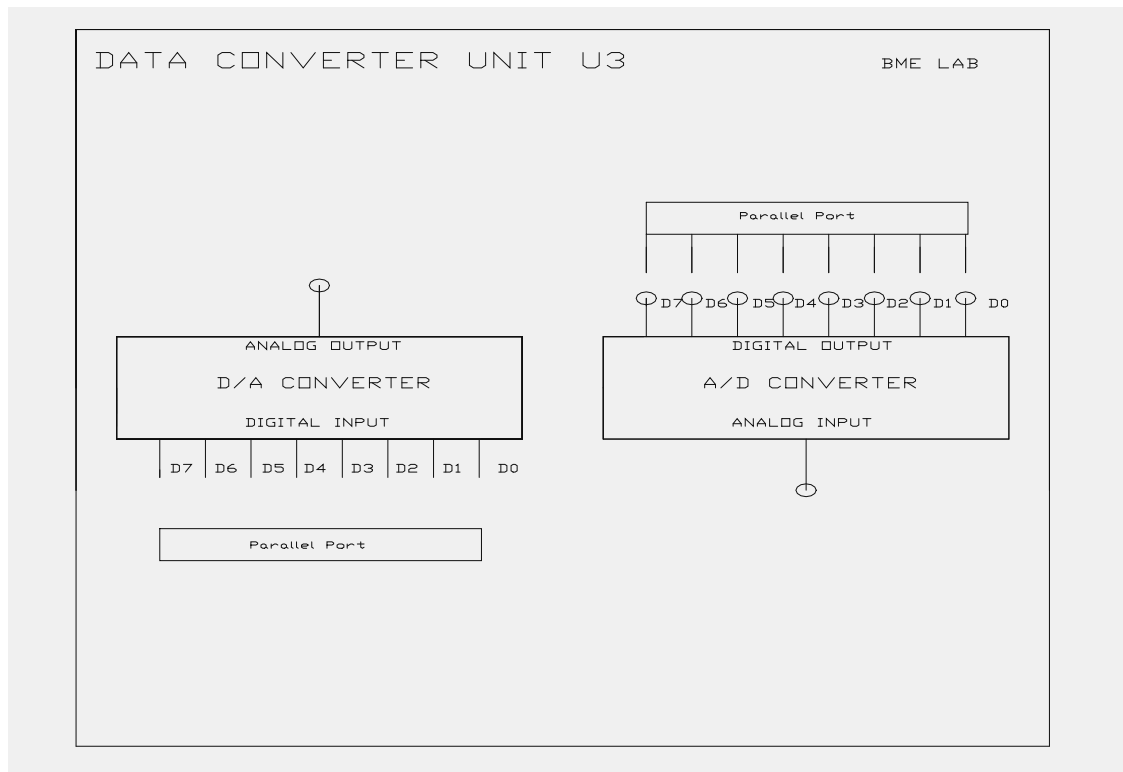 DATA CONVERTER UNIT U3
BME LAB
Parallel Port
D7 D6 D5 D4 D3 D2 D1 D0
ANALOG OUTPUT
D/A CONVERTER
DIGITAL INPUT
D7 D6 D5 D4 D3 D2 D1 D0
Parallel Port
DIGITAL OUTPUT
A/D CONVERTER
ANALOG INPUT